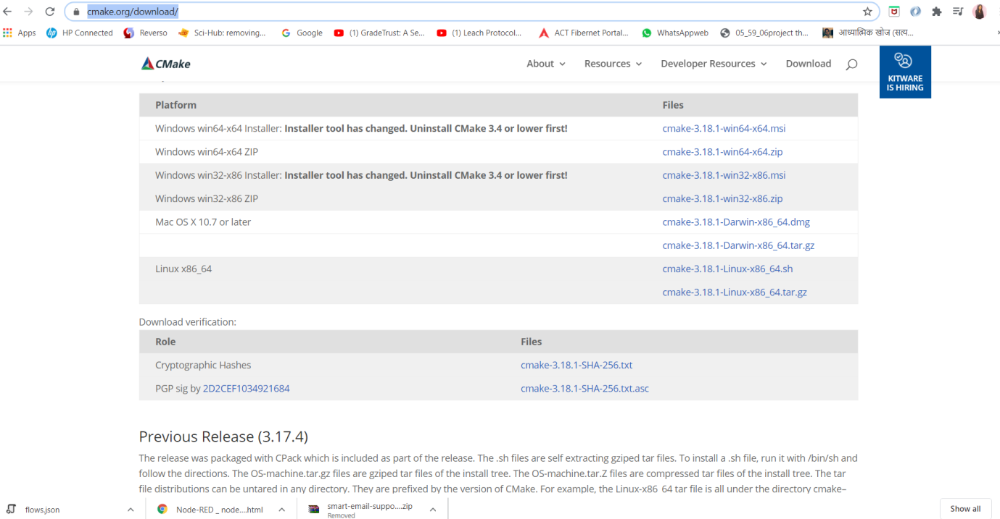 cmake.org/download/
Apps HP Connected Reverso Sci-Hub: removing... Google (1) GradeTrust: A Se... (1) Leach Protocol... ACT Fibernet Portal... WhatsAppweb 05_59_06project th... आध्यात्मिक खोज (सत्य...
CMake About Resources Developer Resources Download
KITWARE
IS HIRING
Platform Files
Windows win64-x64 Installer: Installer tool has changed. Uninstall CMake 3.4 or lower first! cmake-3.18.1-win64-x64.msi
Windows win64-x64 ZIP cmake-3.18.1-win64-x64.zip
Windows win32-x86 Installer: Installer tool has changed. Uninstall CMake 3.4 or lower first! cmake-3.18.1-win32-x86.msi
Windows win32-x86 ZIP cmake-3.18.1-win32-x86.zip
Mac OS X 10.7 or later cmake-3.18.1-Darwin-x86_64.dmg
cmake-3.18.1-Darwin-x86_64.tar.gz
Linux x86_64 cmake-3.18.1-Linux-x86_64.sh
cmake-3.18.1-Linux-x86_64.tar.gz
Download verification:
Role Files
Cryptographic Hashes cmake-3.18.1-SHA-256.txt
PGP sig by 2D2CEF1034921684 cmake-3.18.1-SHA-256.txt.asc
Previous Release (3.17.4)
The release was packaged with CPack which is included as part of the release. The .sh files are self extracting gziped tar files. To install a .sh file, run it with /bin/sh and
follow the directions. The OS-machine.tar.gz files are gziped tar files of the install tree. The OS-machine.tar.Z files are compressed tar files of the install tree. The tar
file distributions can be untared in any directory. They are prefixed by the version of CMake. For example, the Linux-x86_64 tar file is all under the directory cmake–
flows.json Node-RED _ node....html smart-email-suppo....zip Show all
Removed